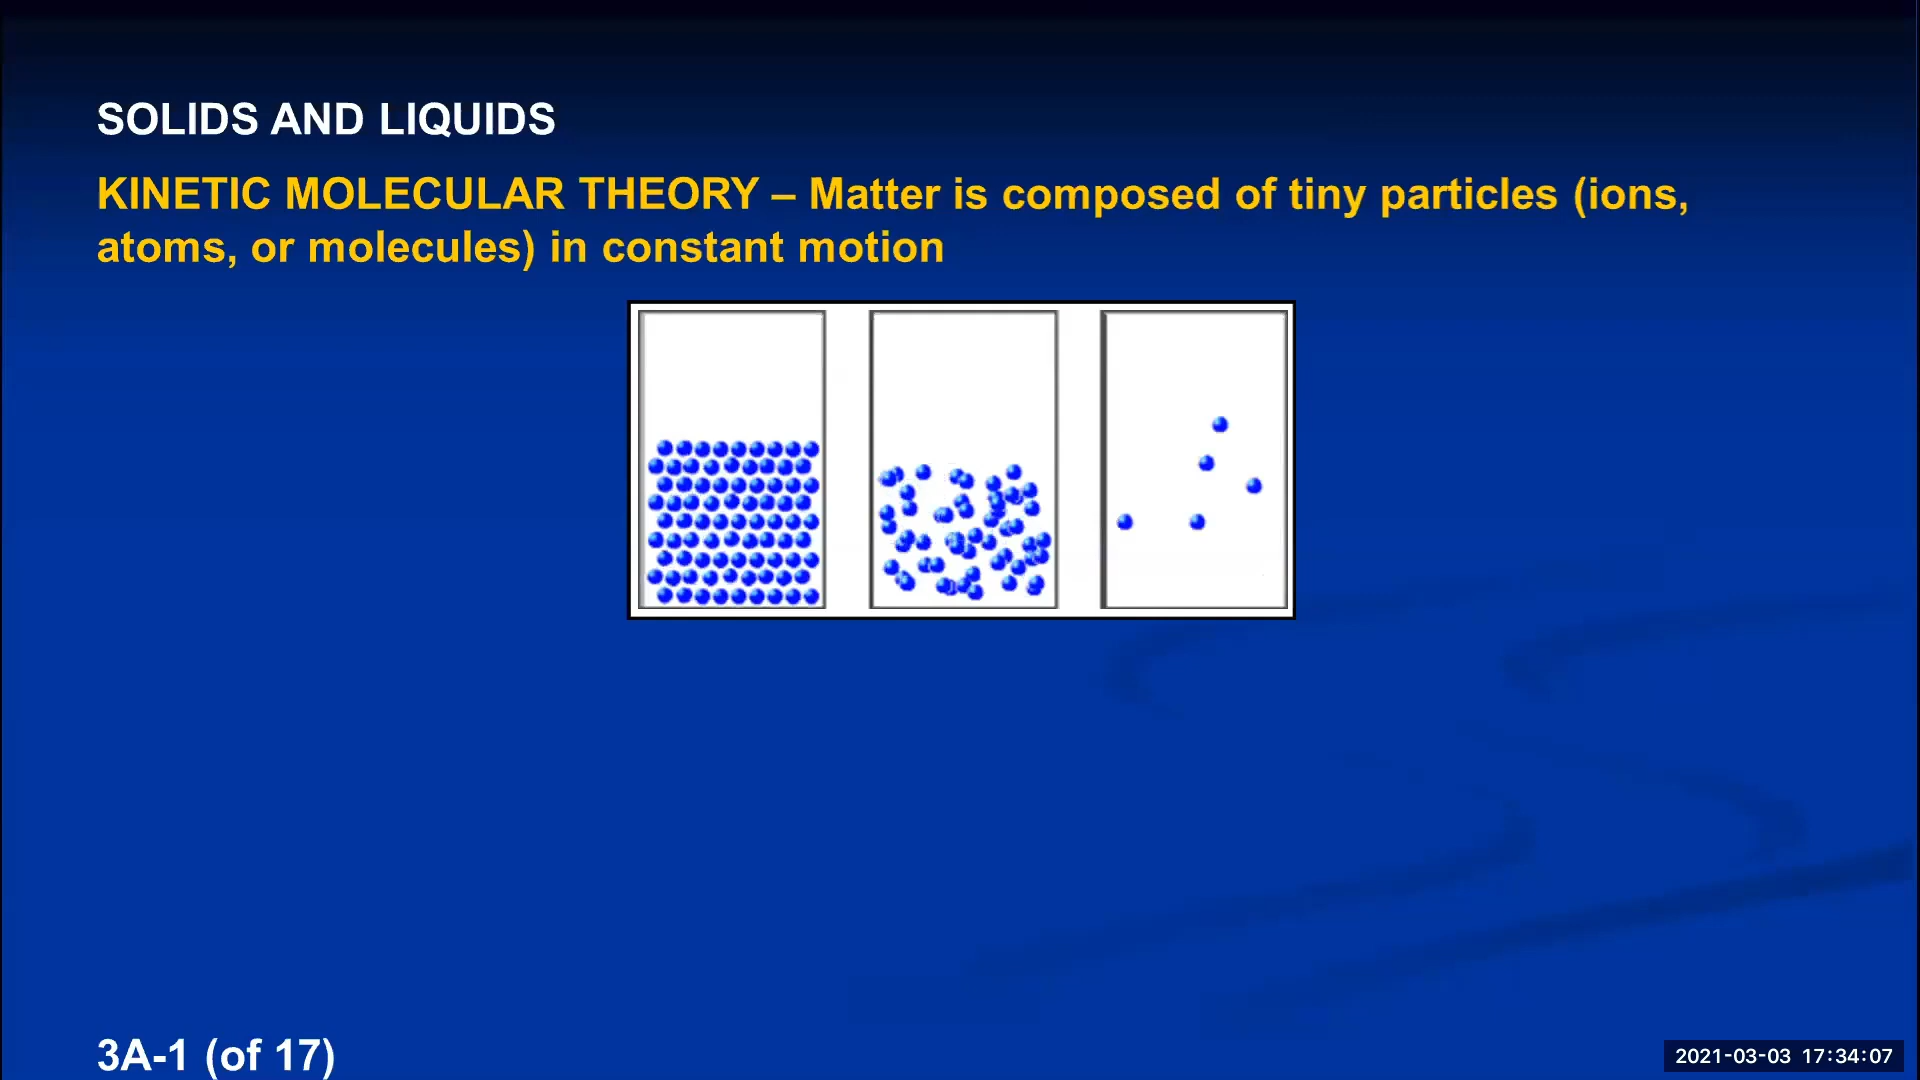 SOLIDS AND LIQUIDS
KINETIC MOLECULAR THEORY – Matter is composed of tiny particles (ions,
atoms, or molecules) in constant motion
3A-1 (of 17)
2021-03-03 17:34:07